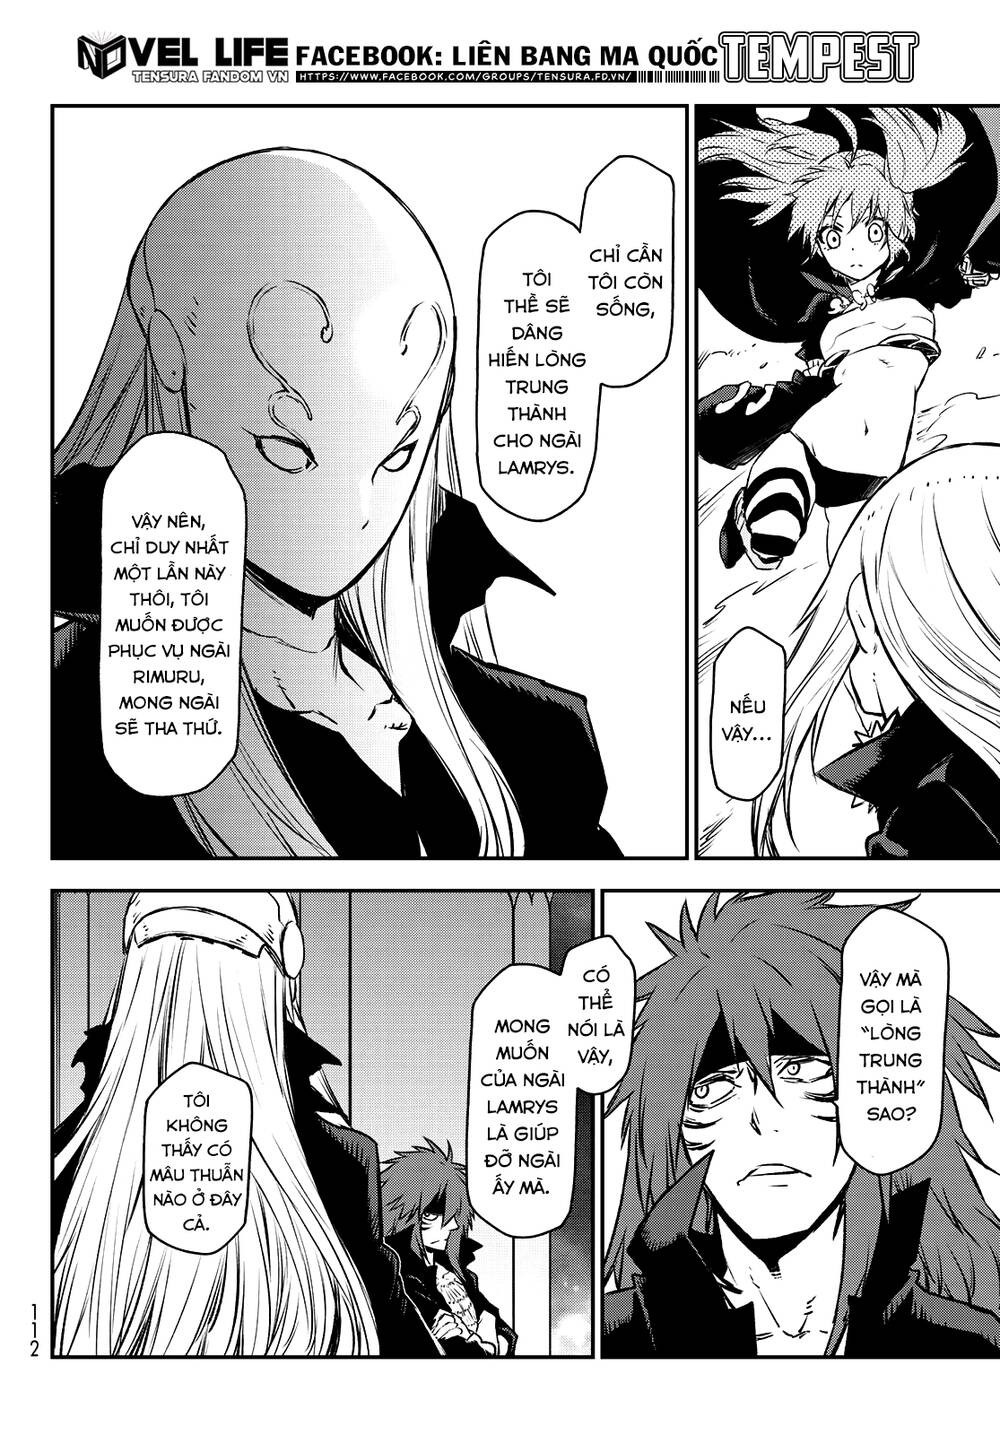 NOVEL LIFE
TENSURA FANDOM VN
FACEBOOK: LIÊN BANG MA QUỐC
HTTPS://WWW.FACEBOOK.COM/GROUPS/TENSURA.FD.VN/
TEMPEST
NẾU
VẬY...
CHỈ CẦN
TÔI CÒN
SỐNG,
TÔI
THỀ SẼ
DÂNG
HIẾN LÒNG
TRUNG
THÀNH
CHO NGÀI
LAMRYS.
VẬY NÊN,
CHỈ DUY NHẤT
MỘT LẦN NÀY
THÔI, TÔI
MUỐN ĐƯỢC
PHỤC VỤ NGÀI
RIMURU,
MONG NGÀI
SẼ THA THỨ.
VẬY MÀ
GỌI LÀ
“LÒNG
TRUNG
THÀNH”
SAO?
CÓ
THỂ
NÓI LÀ
VẬY,
MONG
MUỐN
CỦA NGÀI
LAMRYS
LÀ GIÚP
ĐỠ NGÀI
ẤY MÀ.
TÔI
KHÔNG
THẤY CÓ
MÂU THUẪN
NÀO Ở ĐÂY
CẢ.
112